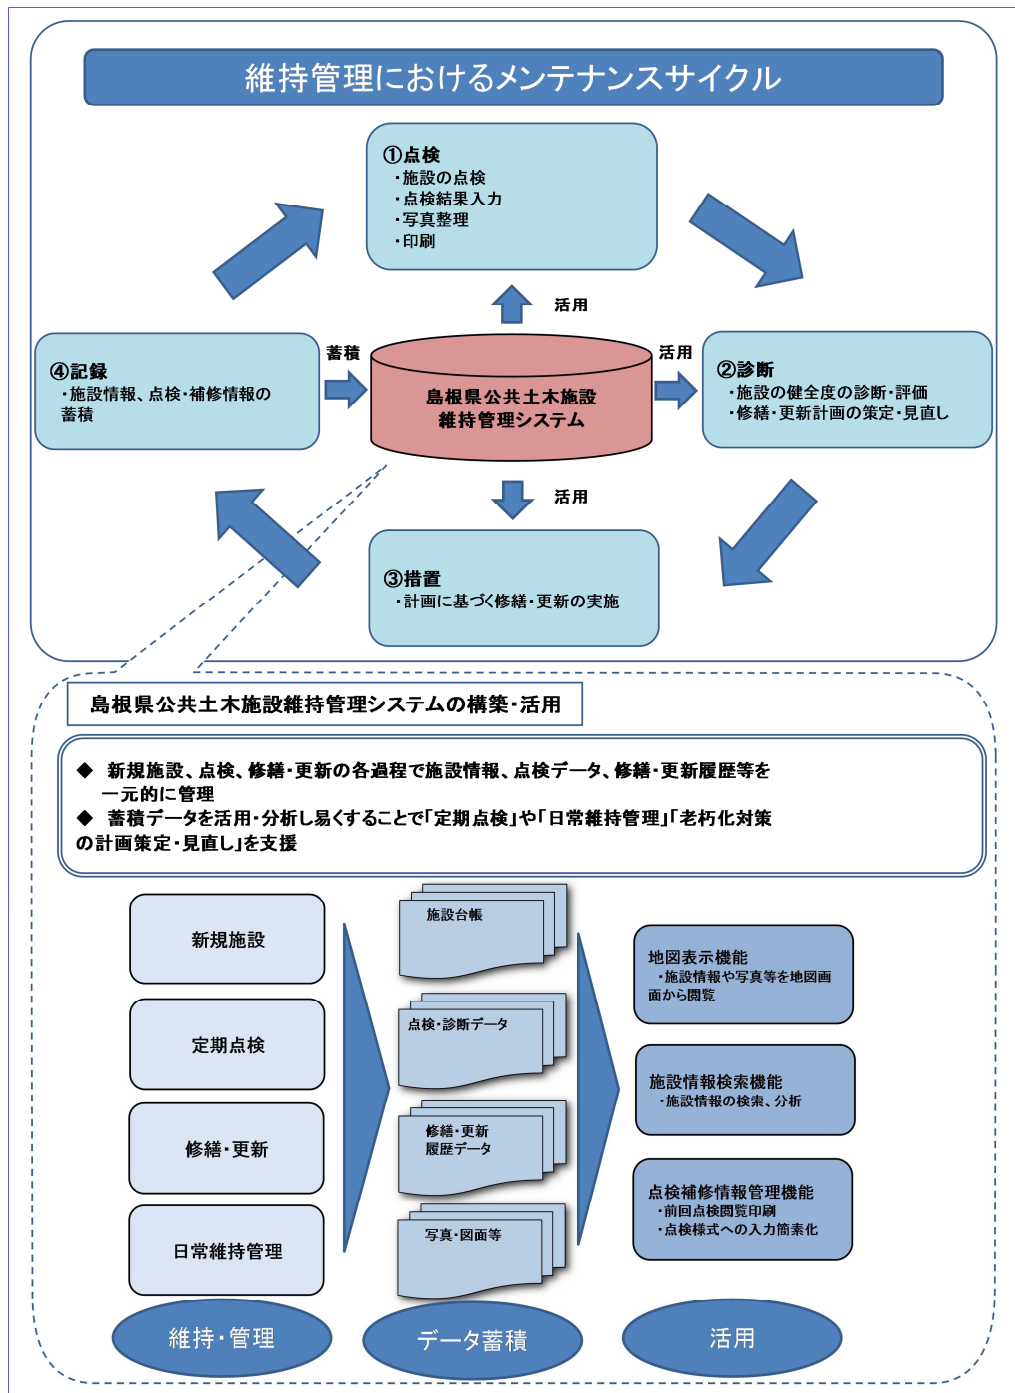 維持管理におけるメンテナンスサイクル
①点検
・施設の点検
・点検結果入力
・写真整理
・印刷
活用
蓄積
活用
④記録
・施設情報、点検・補修情報の
蓄積
島根県公共土木施設
維持管理システム
②診断
・施設の健全度の診断・評価
・修繕・更新計画の策定・見直し
活用
③措置
・計画に基づく修繕・更新の実施
島根県公共土木施設維持管理システムの構築・活用
◆ 新規施設、点検、修繕・更新の各過程で施設情報、点検データ、修繕・更新履歴等を
一元的に管理
◆ 蓄積データを活用・分析し易くすることで「定期点検」や「日常維持管理」「老朽化対策
の計画策定・見直し」を支援
新規施設
定期点検
修繕・更新
日常維持管理
施設台帳
点検・診断データ
修繕・更新
履歴データ
写真・図面等
地図表示機能
・施設情報や写真等を地図画
面から閲覧
施設情報検索機能
・施設情報の検索、分析
点検補修情報管理機能
・前回点検閲覧印刷
・点検様式への入力簡素化
維持・管理
データ蓄積
活用